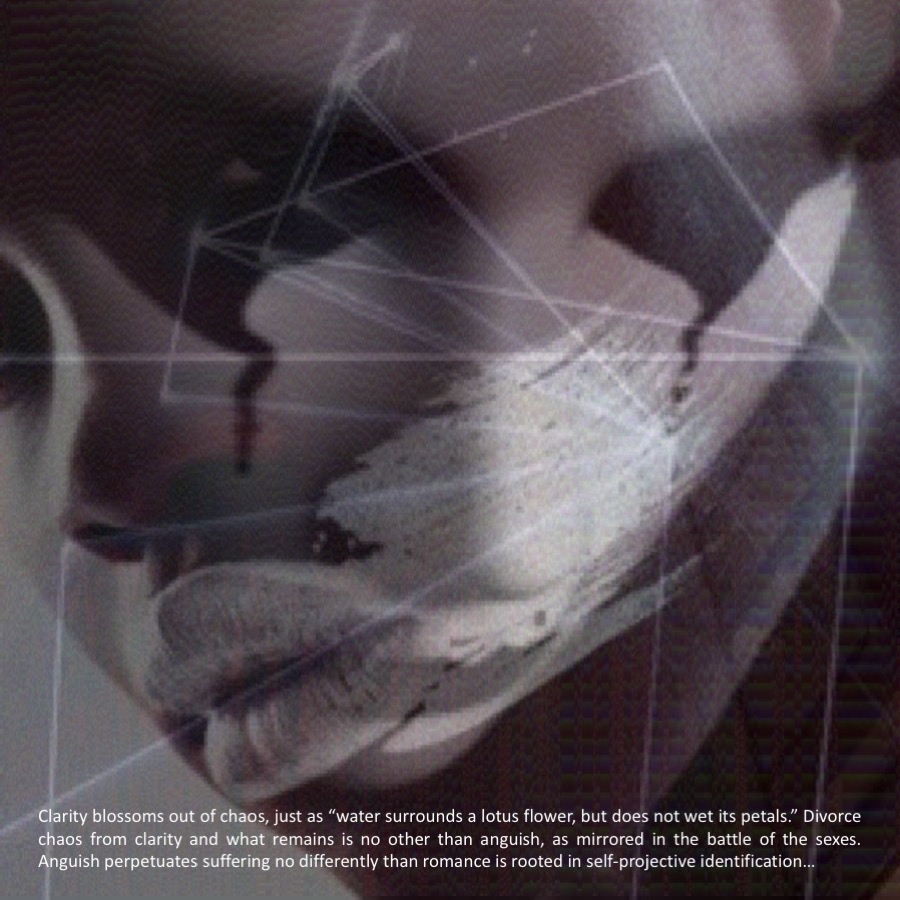 Clarity blossoms out of chaos, just as “water surrounds a lotus flower, but does not wet its petals.” Divorce
chaos from clarity and what remains is no other than anguish, as mirrored in the battle of the sexes.
Anguish perpetuates suffering no differently than romance is rooted in self-projective identification...